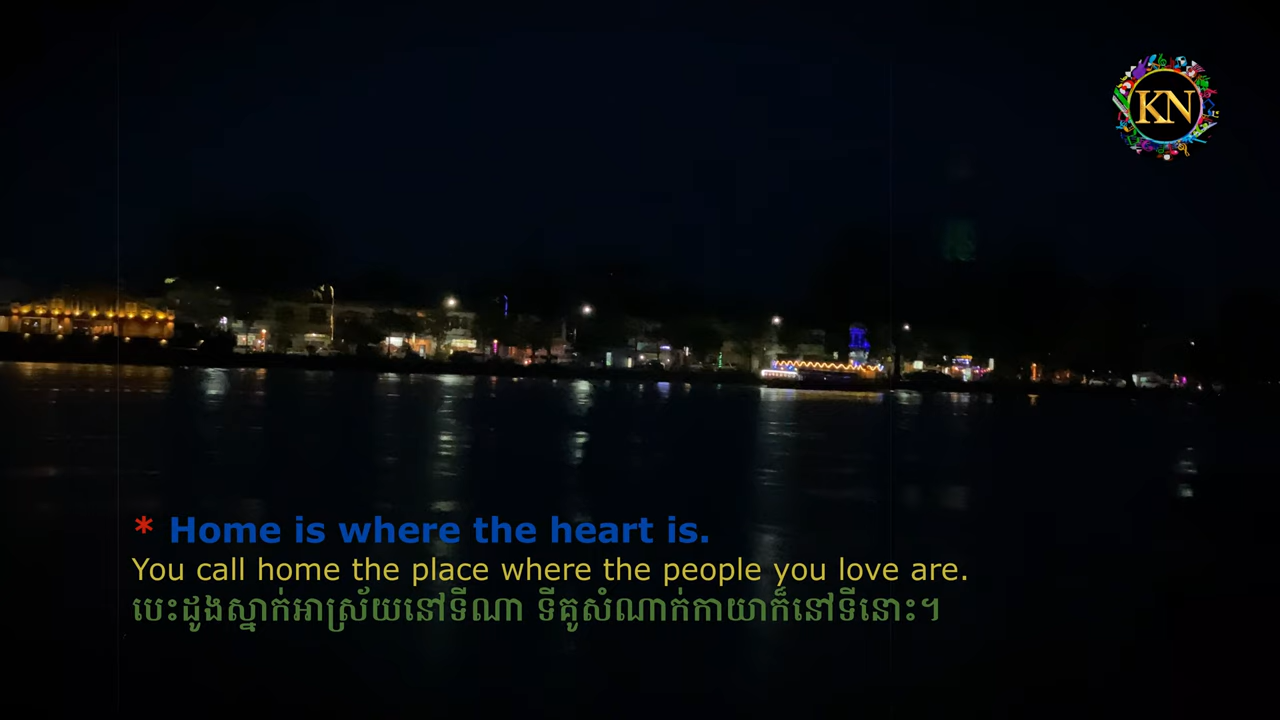 KN
* Home is where the heart is.
You call home the place where the people you love are.
បេះដូងស្នាក់អាស្រ័យនៅទីណា ទីគូសំណាក់កាយាក៏នៅទីនោះ។